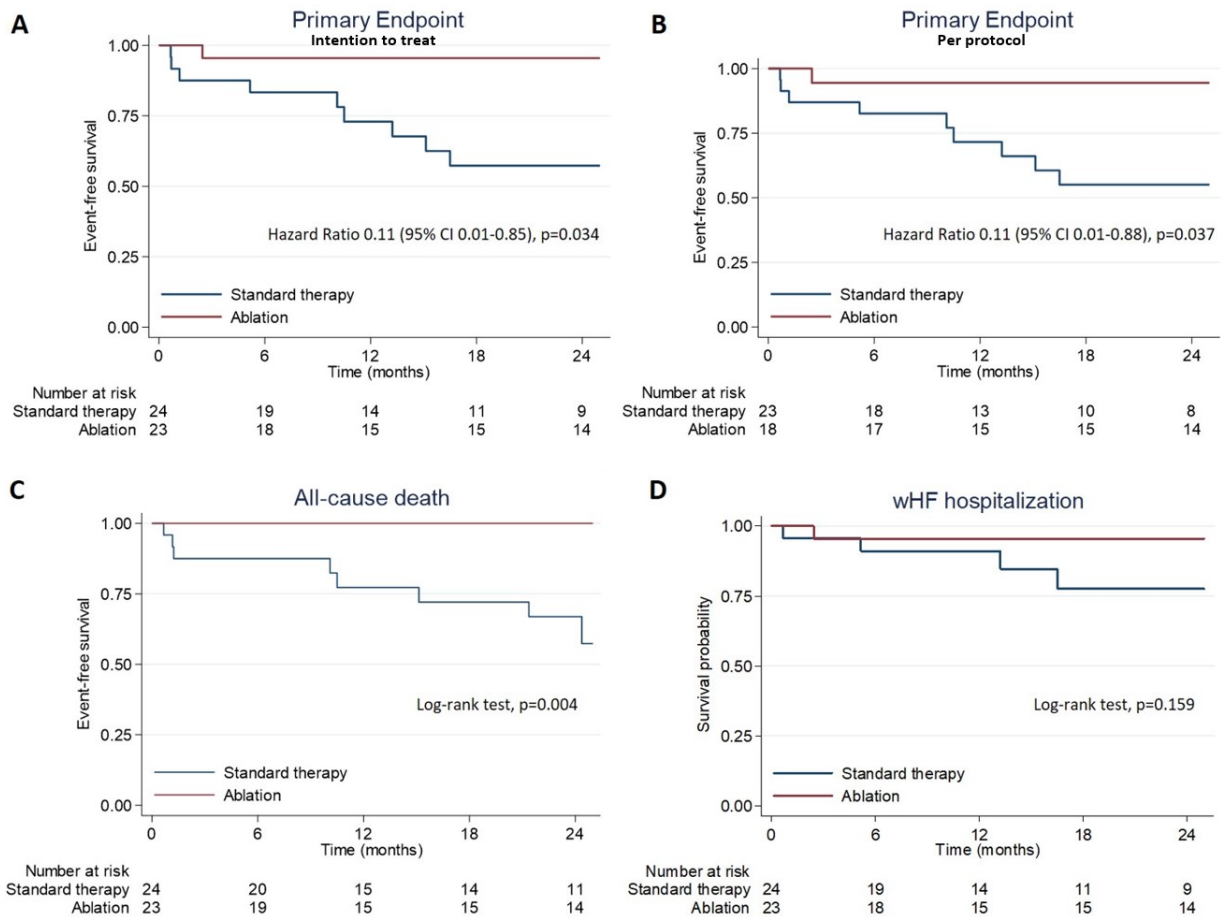 A
Primary Endpoint
Intention to treat
1.00
0.75
0.50
0.25
0.00
Event-free survival
Hazard Ratio 0.11 (95% CI 0.01-0.85), p=0.034
Standard therapy
Ablation
0 6 12 18 24
Time (months)
Number at risk
Standard therapy 24 19 14 11 9
Ablation 23 18 15 15 14
B
Primary Endpoint
Per protocol
1.00
0.75
0.50
0.25
0.00
Event-free survival
Hazard Ratio 0.11 (95% CI 0.01-0.88), p=0.037
Standard therapy
Ablation
0 6 12 18 24
Time (months)
Number at risk
Standard therapy 23 18 13 10 8
Ablation 18 17 15 15 14
C
All-cause death
1.00
0.75
0.50
0.25
0.00
Event-free survival
Log-rank test, p=0.004
Standard therapy
Ablation
0 6 12 18 24
Time (months)
Number at risk
Standard therapy 24 20 15 14 11
Ablation 23 19 15 15 14
D
wHF hospitalization
1.00
0.75
0.50
0.25
0.00
Survival probability
Log-rank test, p=0.159
Standard therapy
Ablation
0 6 12 18 24
Time (months)
Number at risk
Standard therapy 24 19 14 11 9
Ablation 23 18 15 15 14